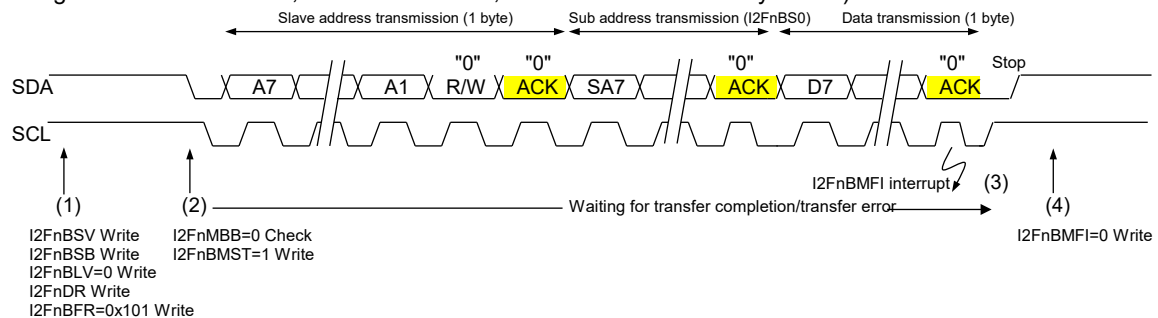 Slave address transmission (1 byte) Sub address transmission (I2FnBS0) Data transmission (1 byte)
"0" "0" "0" "0" Stop
SDA A7 A1 R/W ACK SA7 ACK D7 ACK
SCL
I2FnBMFI interrupt (3)
(1) (2) Waiting for transfer completion/transfer error (4)
I2FnBSV Write I2FnMBB=0 Check I2FnBMFI=0 Write
I2FnBSB Write I2FnBMST=1 Write
I2FnBLV=0 Write
I2FnDR Write
I2FnBFR=0x101 Write